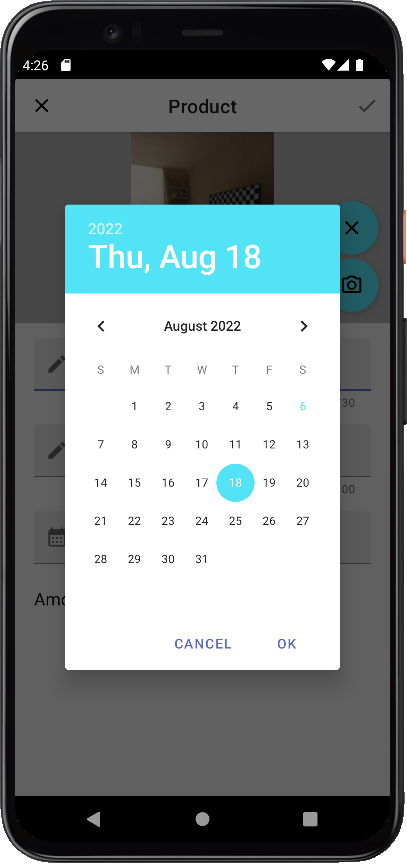 4:26
Product
2022
Thu, Aug 18
August 2022
S M T W T F S
1 2 3 4 5 6
7 8 9 10 11 12 13
14 15 16 17 18 19 20
21 22 23 24 25 26 27
28 29 30 31
/30
00
Amo
CANCEL OK